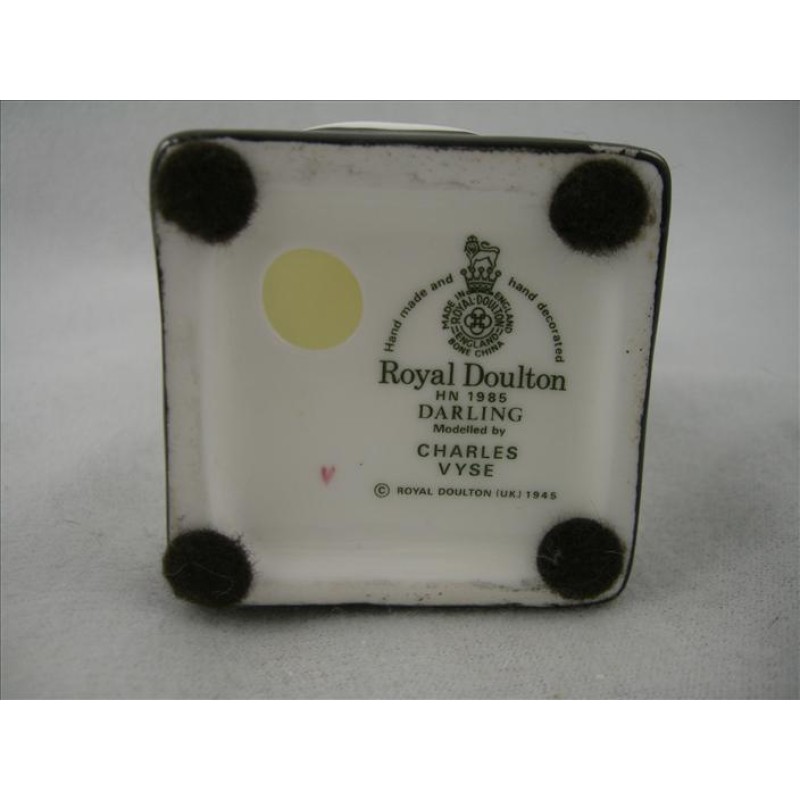 Hand made and hand decorated
MADE IN ENGLAND
ROYAL·DOULTON
ENGLAND
BONE CHINA
Royal Doulton
HN 1985
DARLING
Modelled by
CHARLES
VYSE
© ROYAL DOULTON (UK) 1945